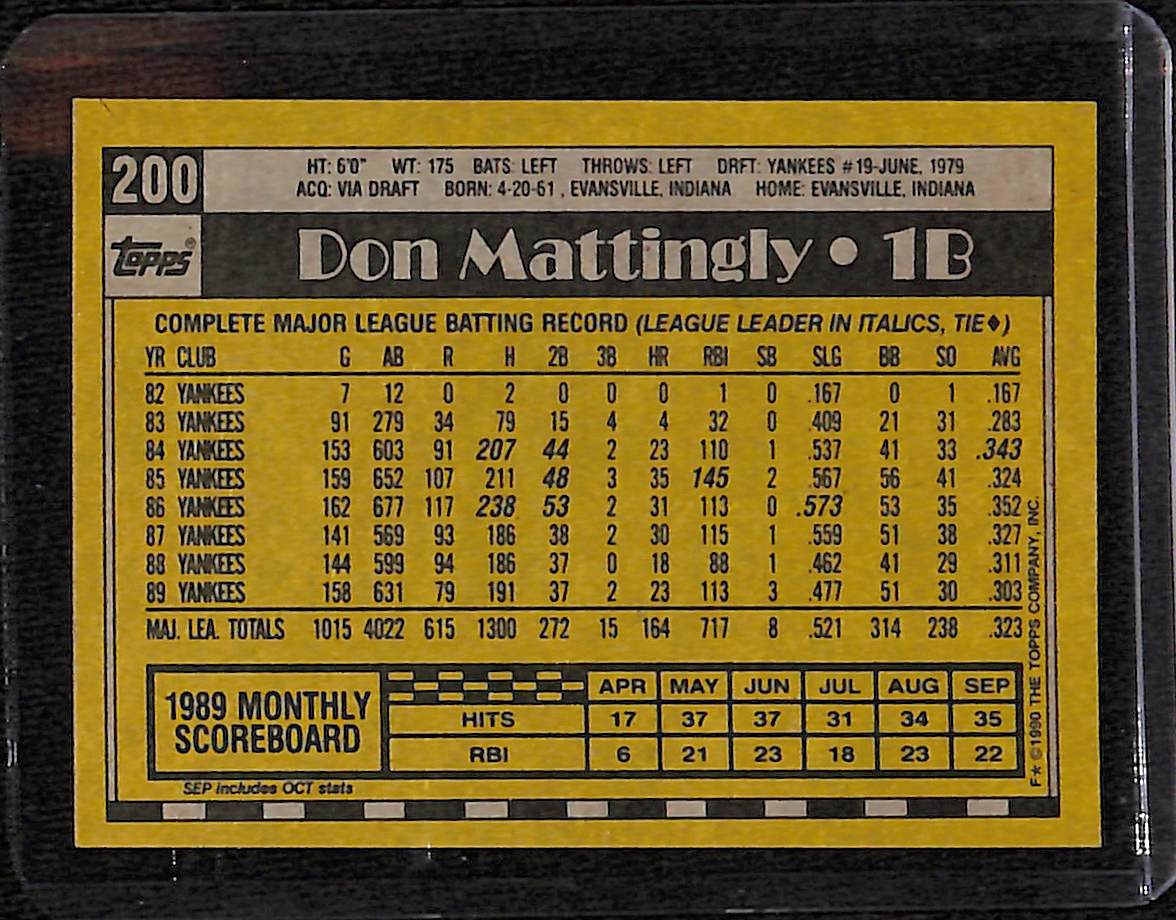 200
HT: 6'0" WT: 175 BATS: LEFT THROWS: LEFT DRFT: YANKEES #19-JUNE, 1979
ACQ: VIA DRAFT BORN: 4-20-61 , EVANSVILLE, INDIANA HOME: EVANSVILLE, INDIANA
TOPPS®
Don Mattingly • 1B
COMPLETE MAJOR LEAGUE BATTING RECORD (LEAGUE LEADER IN ITALICS, TIE♦)
YR CLUB G AB R H 2B 3B HR RBI SB SLG BB SO AVG
82 YANKEES 7 12 0 2 0 0 0 1 0 .167 0 1 .167
83 YANKEES 91 279 34 79 15 4 4 32 0 .409 21 31 .283
84 YANKEES 153 603 91 207 44 2 23 110 1 .537 41 33 .343
85 YANKEES 159 652 107 211 48 3 35 145 2 .567 56 41 .324
86 YANKEES 162 677 117 238 53 2 31 113 0 .573 53 35 .352
87 YANKEES 141 569 93 186 38 2 30 115 1 .559 51 38 .327
88 YANKEES 144 599 94 186 37 0 18 88 1 .462 41 29 .311
89 YANKEES 158 631 79 191 37 2 23 113 3 .477 51 30 .303
MAJ. LEA. TOTALS 1015 4022 615 1300 272 15 164 717 8 .521 314 238 .323
1989 MONTHLY
SCOREBOARD
APR MAY JUN JUL AUG SEP
HITS 17 37 37 31 34 35
RBI 6 21 23 18 23 22
SEP includes OCT stats
F* © 1990 THE TOPPS COMPANY, INC.